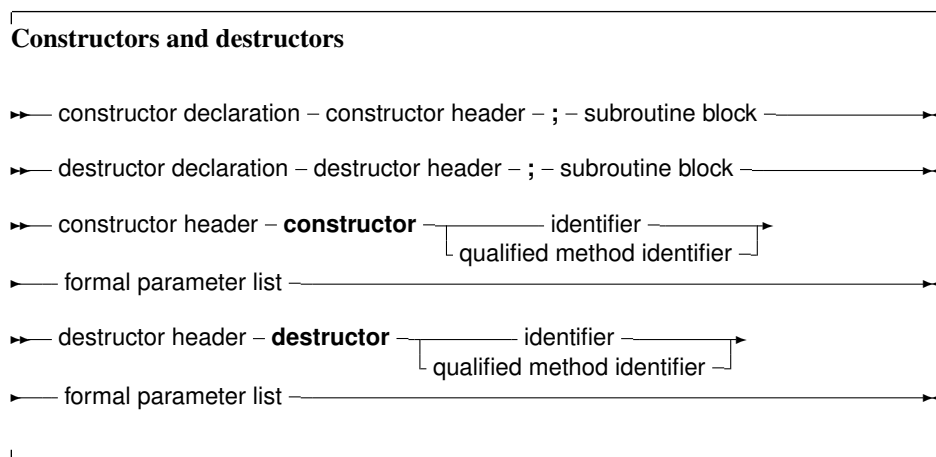 Constructors and destructors
constructor declaration – constructor header – ; – subroutine block
destructor declaration – destructor header – ; – subroutine block
constructor header – constructor identifier
qualified method identifier
formal parameter list
destructor header – destructor identifier
qualified method identifier
formal parameter list